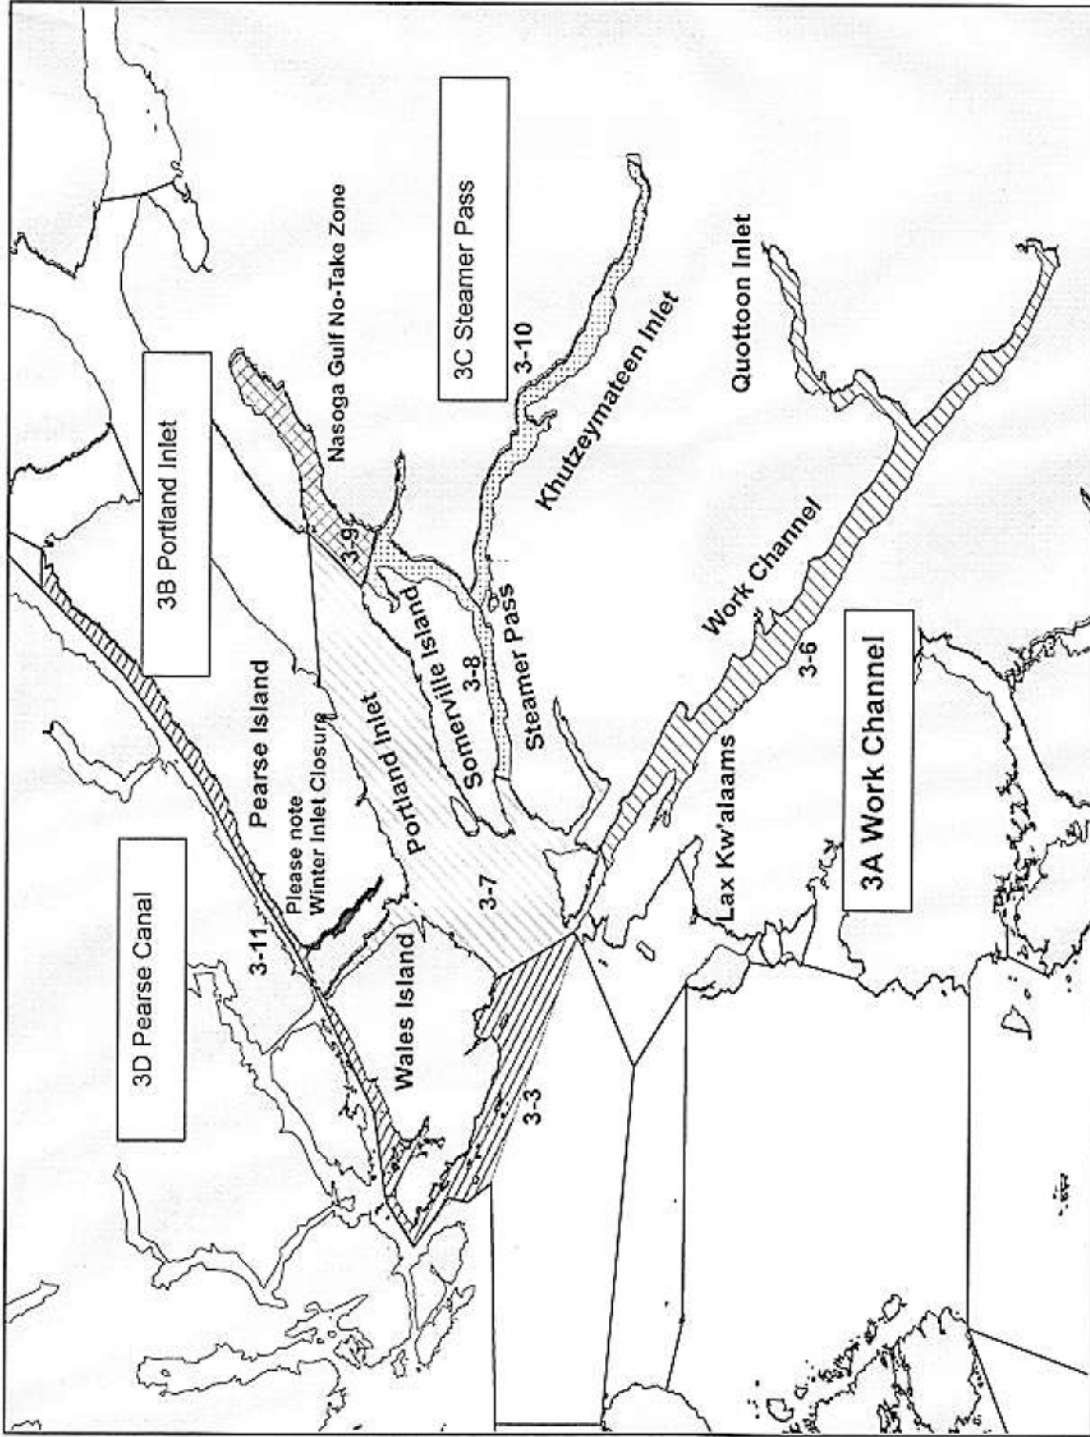 3D Pearse Canal
3B Portland Inlet
3-11
Pearse Island
Please note
Winter Inlet Closure
Nasoga Gulf No-Take Zone
3-9
Portland Inlet
Wales Island
Somerville Island
3C Steamer Pass
3-8
3-7
Steamer Pass
3-10
3-3
Khutzeymateen Inlet
Quottoon Inlet
Work Channel
3-6
Lax Kw'alaams
3A Work Channel